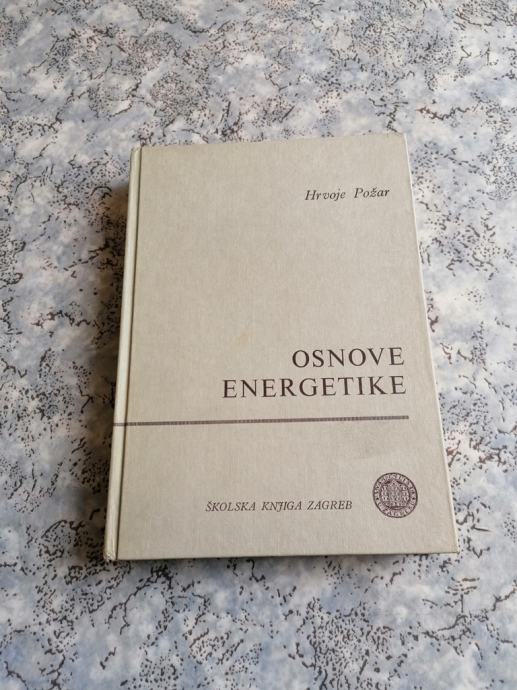 Hrvoje Požar
OSNOVE
ENERGETIKE
ŠKOLSKA KNJIGA ZAGREB